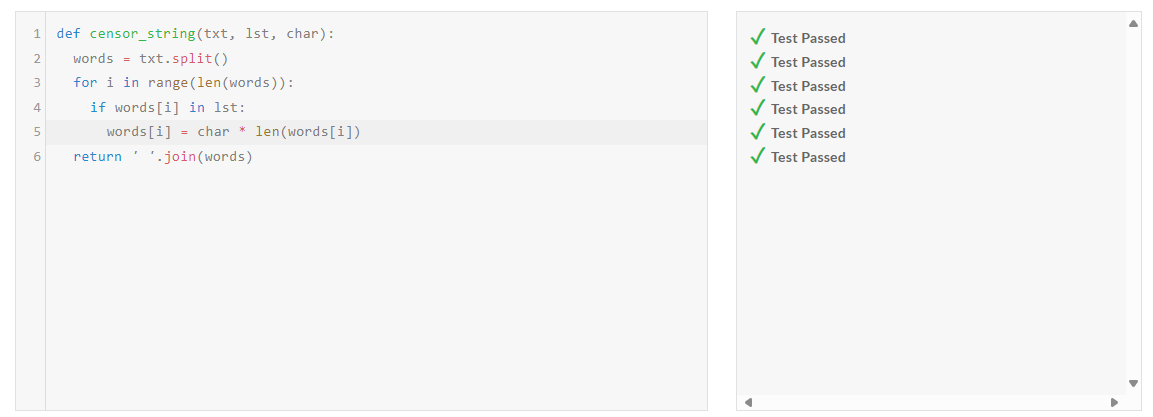 1 def censor_string(txt, lst, char):
2   words = txt.split()
3   for i in range(len(words)):
4     if words[i] in lst:
5       words[i] = char * len(words[i])
6   return ' '.join(words)
Test Passed
Test Passed
Test Passed
Test Passed
Test Passed
Test Passed